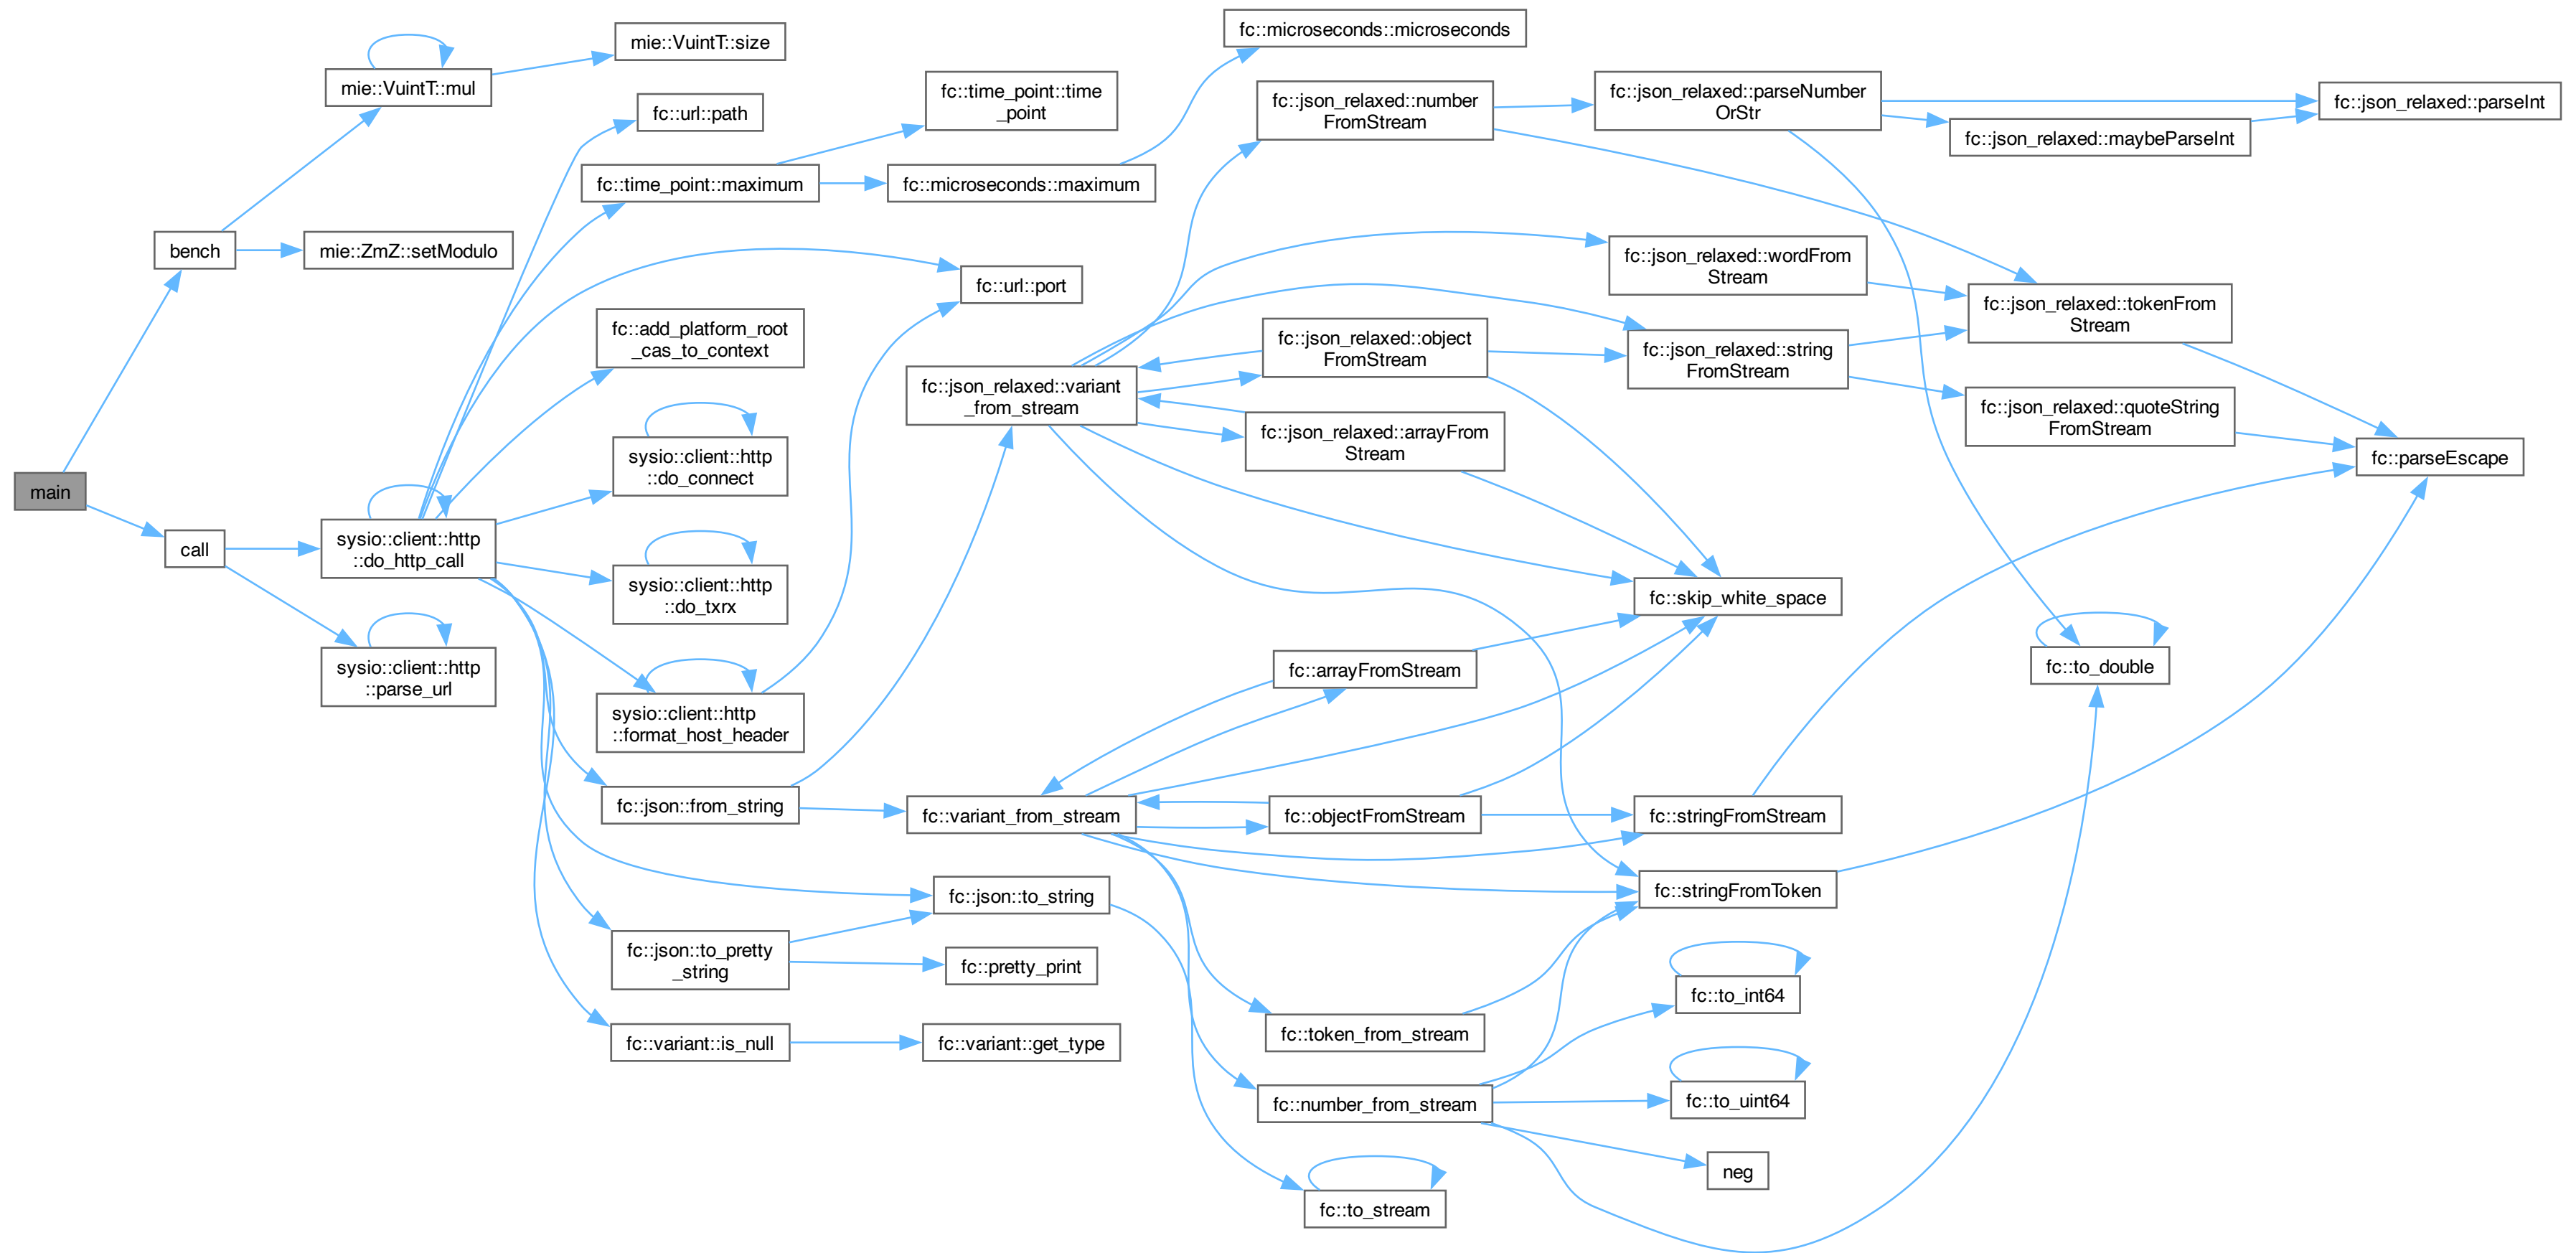 main
bench
call
mie::VuintT::mul
mie::ZmZ::setModulo
sysio::client::http
::do_http_call
sysio::client::http
::parse_url
mie::VuintT::size
fc::url::path
fc::time_point::maximum
fc::add_platform_root
_cas_to_context
sysio::client::http
::do_connect
sysio::client::http
::do_txrx
sysio::client::http
::format_host_header
fc::json::from_string
fc::json::to_pretty
_string
fc::variant::is_null
fc::time_point::time
_point
fc::microseconds::maximum
fc::url::port
fc::json_relaxed::variant
_from_stream
fc::variant_from_stream
fc::json::to_string
fc::pretty_print
fc::variant::get_type
fc::microseconds::microseconds
fc::json_relaxed::number
FromStream
fc::json_relaxed::object
FromStream
fc::json_relaxed::arrayFrom
Stream
fc::arrayFromStream
fc::objectFromStream
fc::token_from_stream
fc::number_from_stream
fc::to_stream
fc::json_relaxed::parseNumber
OrStr
fc::json_relaxed::wordFrom
Stream
fc::json_relaxed::string
FromStream
fc::skip_white_space
fc::stringFromStream
fc::stringFromToken
fc::to_int64
fc::to_uint64
neg
fc::json_relaxed::maybeParseInt
fc::json_relaxed::tokenFrom
Stream
fc::json_relaxed::quoteString
FromStream
fc::to_double
fc::json_relaxed::parseInt
fc::parseEscape